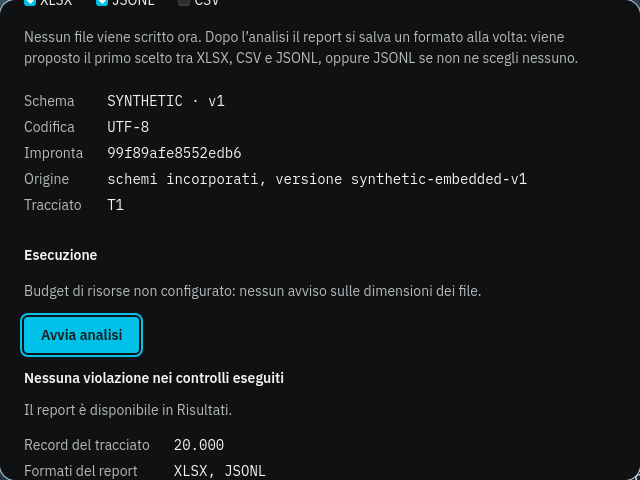 XLSX JSONL CSV
Nessun file viene scritto ora. Dopo l’analisi il report si salva un formato alla volta: viene
proposto il primo scelto tra XLSX, CSV e JSONL, oppure JSONL se non ne scegli nessuno.
Schema SYNTHETIC · v1
Codifica UTF-8
Impronta 99f89afe8552edb6
Origine schemi incorporati, versione synthetic-embedded-v1
Tracciato T1
Esecuzione
Budget di risorse non configurato: nessun avviso sulle dimensioni dei file.
Avvia analisi
Nessuna violazione nei controlli eseguiti
Il report è disponibile in Risultati.
Record del tracciato 20.000
Formati del report XLSX, JSONL